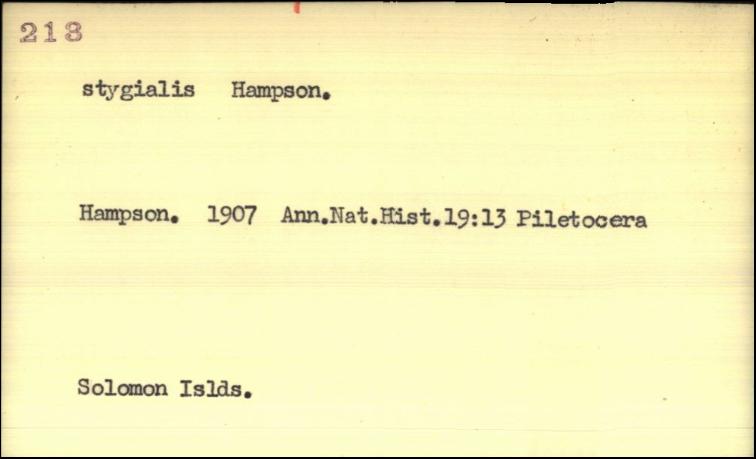 218
stygialis Hampson.
Hampson. 1907 Ann.Nat.Hist.19:13 Piletocera
Solomon Islds.